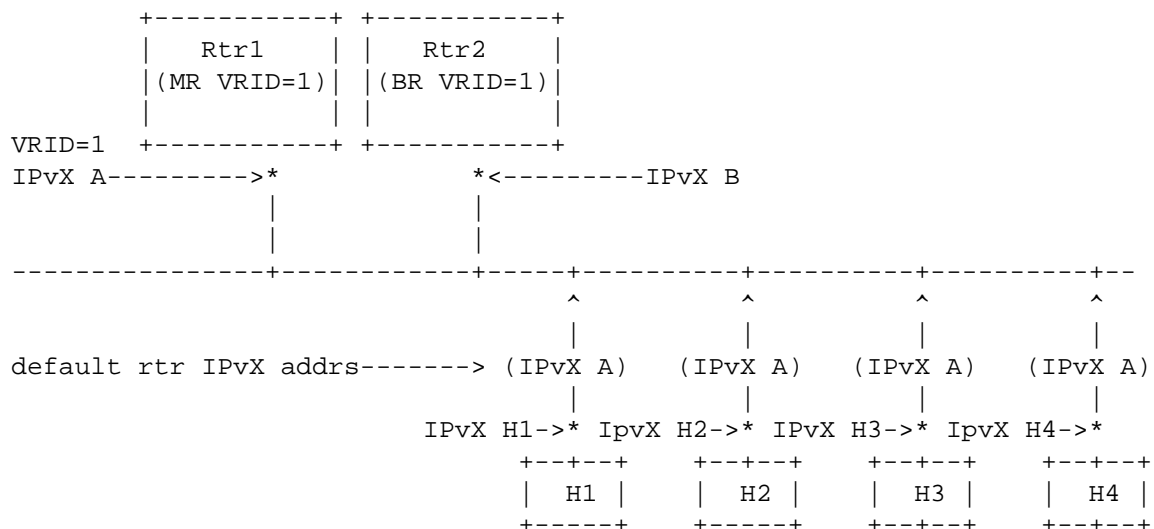 Rtr1 Rtr2
(MR VRID=1) (BR VRID=1)
VRID=1
IPvX A--------->* *<---------IPvX B
default rtr IPvX addrs-------> (IPvX A) (IPvX A) (IPvX A) (IPvX A)
IPvX H1->* IpvX H2->* IPvX H3->* IpvX H4->*
H1 H2 H3 H4